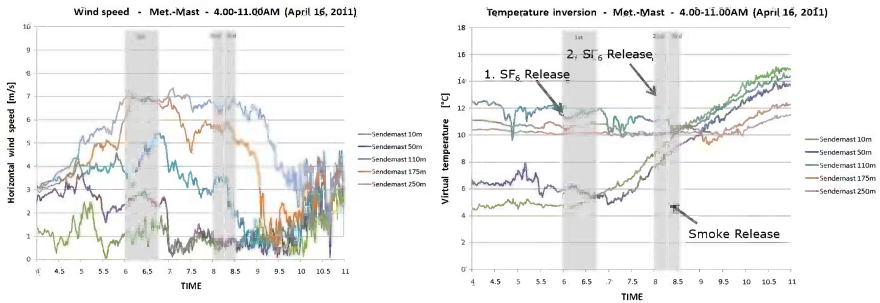 Wind speed - Met.-Mast - 4.00-11.00AM (April 16, 2011)
Horizontal wind speed [m/s]
10
9
8
7
6
5
4
3
2
1
0
1st
4 4.5 5 5.5 6 6.5 7 7.5 8 8.5 9 9.5 10 10.5 11
TIME
Sendemast 10m
Sendemast 50m
Sendemast 110m
Sendemast 175m
Sendemast 250m
Temperature inversion - Met.-Mast - 4.00-11.00AM (April 16, 2011)
Virtual temperature [°C]
18
16
14
12
10
8
6
4
2
0
1st
2. SF6 Release
1. SF6 Release
Smoke Release
4 4.5 5 5.5 6 6.5 7 7.5 8 8.5 9 9.5 10 10.5 11
TIME
Sendemast 10m
Sendemast 50m
Sendemast 110m
Sendemast 175m
Sendemast 250m